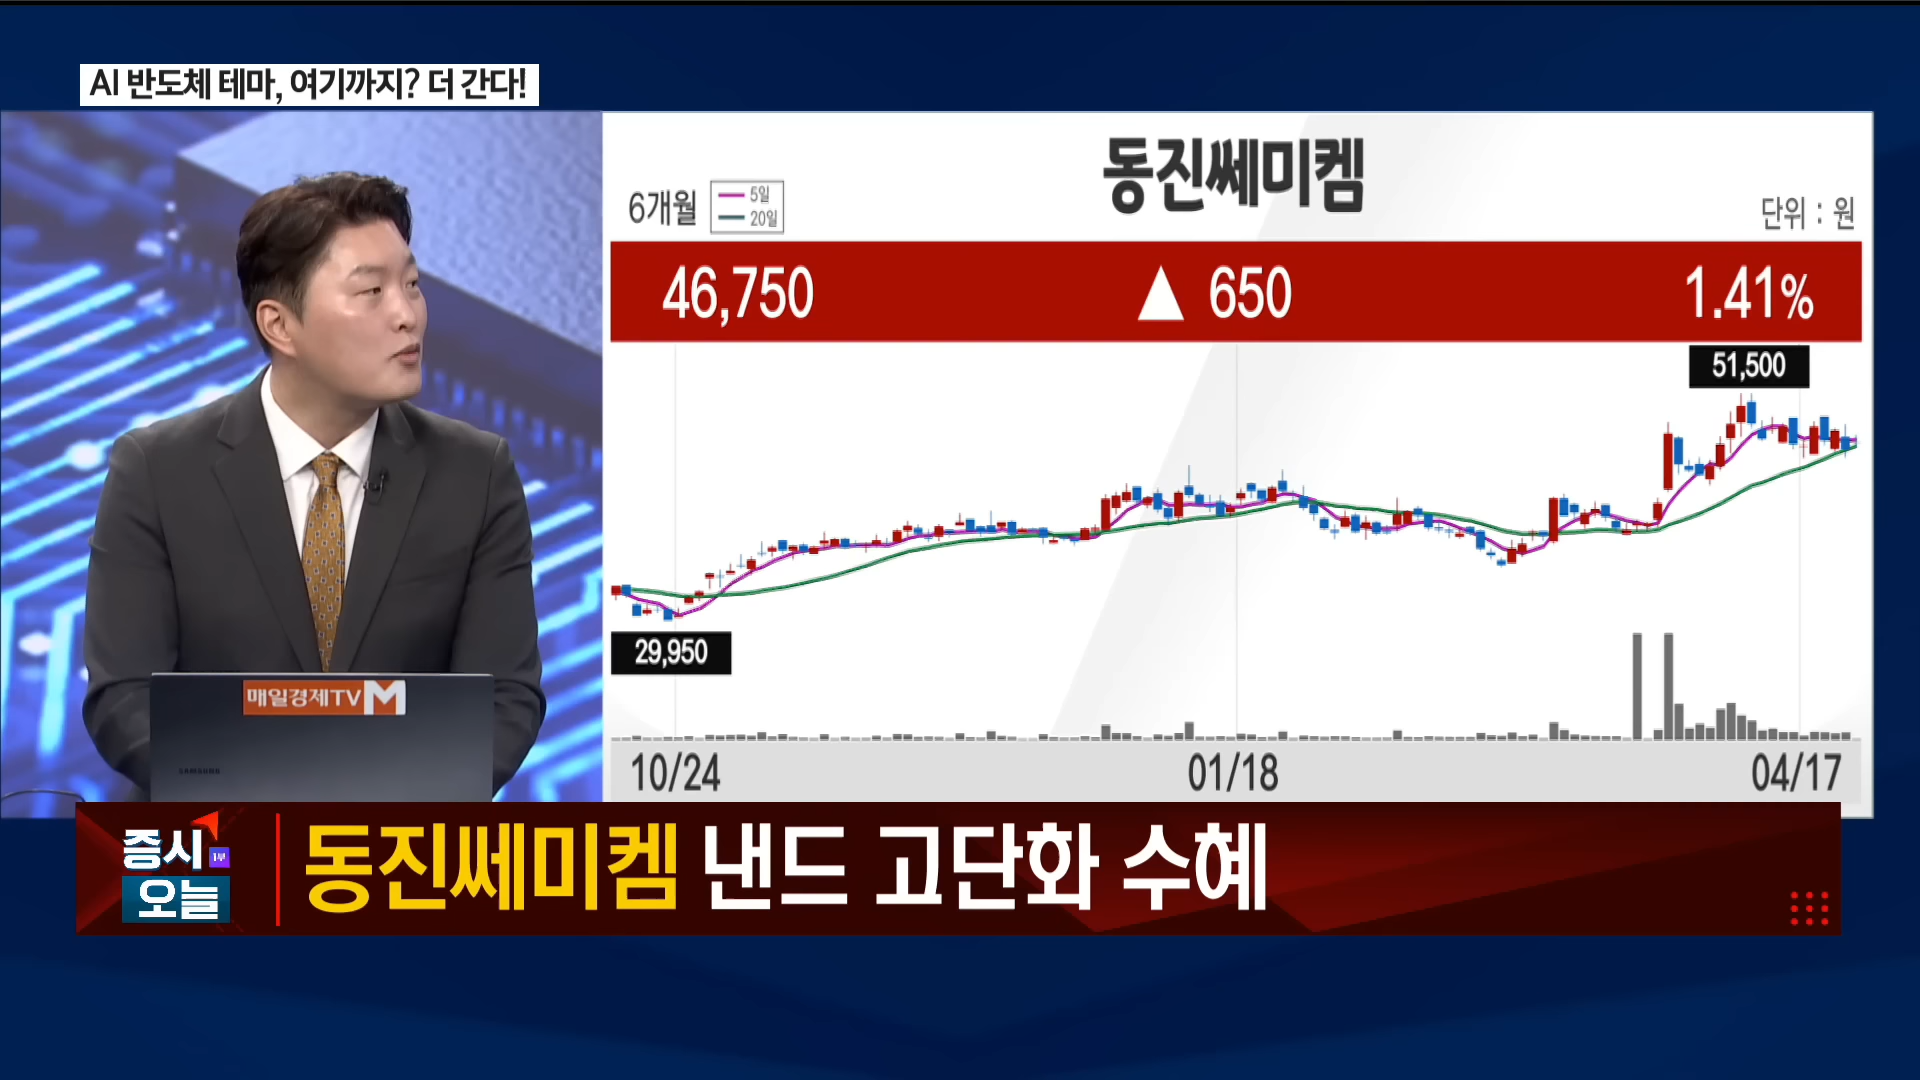 AI 반도체 테마, 여기까지? 더 간다!
동진쎄미켐
6개월
5일
20일
단위 : 원
46,750 ▲ 650 1.41%
51,500
29,950
10/24 01/18 04/17
매일경제TV M
SAMSUNG
증시 1부
오늘
동진쎄미켐 낸드 고단화 수혜